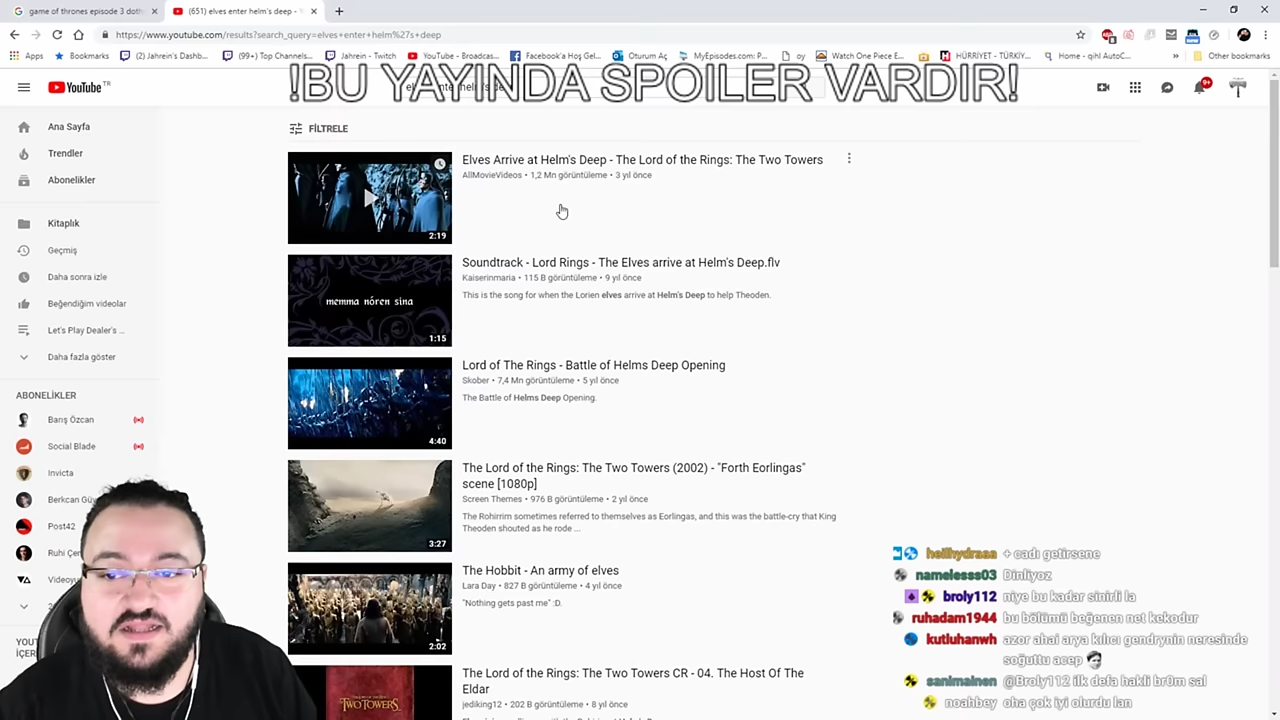 game of thrones episode 3 doth
(651) elves enter helm's deep - Yo
https://www.youtube.com/results?search_query=elves+enter+helm%27s+deep
Apps
Bookmarks
(2) Jahrein's Dashb...
(99+) Top Channels...
Jahrein - Twitch
YouTube - Broadcas...
Facebook'a Hoş Gel...
Oturum Aç
MyEpisodes.com: P...
oy
Watch One Piece E...
HÜRRİYET - TÜRKİY...
Home - qihl AutoC...
»
Other bookmarks
!BU YAYINDA SPOILER VARDIR!
YouTube TR
9+
FİLTRELE
Ana Sayfa
Trendler
Abonelikler
Kitaplık
Geçmiş
Daha sonra izle
Beğendiğim videolar
Let's Play Dealer's ...
Daha fazla göster
ABONELİKLER
Barış Özcan
Social Blade
Invicta
Berkcan Güv
Post42
Ruhi Çen
Videoyu
YOUT
İÇER
Elves Arrive at Helm's Deep - The Lord of the Rings: The Two Towers
AllMovieVideos • 1,2 Mn görüntüleme • 3 yıl önce
2:19
Soundtrack - Lord Rings - The Elves arrive at Helm's Deep.flv
Kaiserinmaria • 115 B görüntüleme • 9 yıl önce
This is the song for when the Lorien elves arrive at Helm's Deep to help Theoden.
memma nóren sina
1:15
Lord of The Rings - Battle of Helms Deep Opening
Skober • 7,4 Mn görüntüleme • 5 yıl önce
The Battle of Helms Deep Opening.
4:40
The Lord of the Rings: The Two Towers (2002) - "Forth Eorlingas"
scene [1080p]
Screen Themes • 976 B görüntüleme • 2 yıl önce
The Rohirrim sometimes referred to themselves as Eorlingas, and this was the battle-cry that King
Theoden shouted as he rode ...
3:27
The Hobbit - An army of elves
Lara Day • 827 B görüntüleme • 4 yıl önce
"Nothing gets past me" :D.
2:02
The Lord of the Rings: The Two Towers CR - 04. The Host Of The
Eldar
jediking12 • 202 B görüntüleme • 8 yıl önce
THE TWO TOWERS
heilhydraaa + cadı getirsene
namelesss03 Dinliyoz
broly112 niye bu kadar sinirli la
ruhadam1944 bu bölümü beğenen net kekodur
kutluhanwh azor ahai arya kılıcı gendrynin neresinde
soğuttu acep
sanimainen @Broly112 ilk defa hakli br0m sal
noahbey oha çok iyi olurdu lan